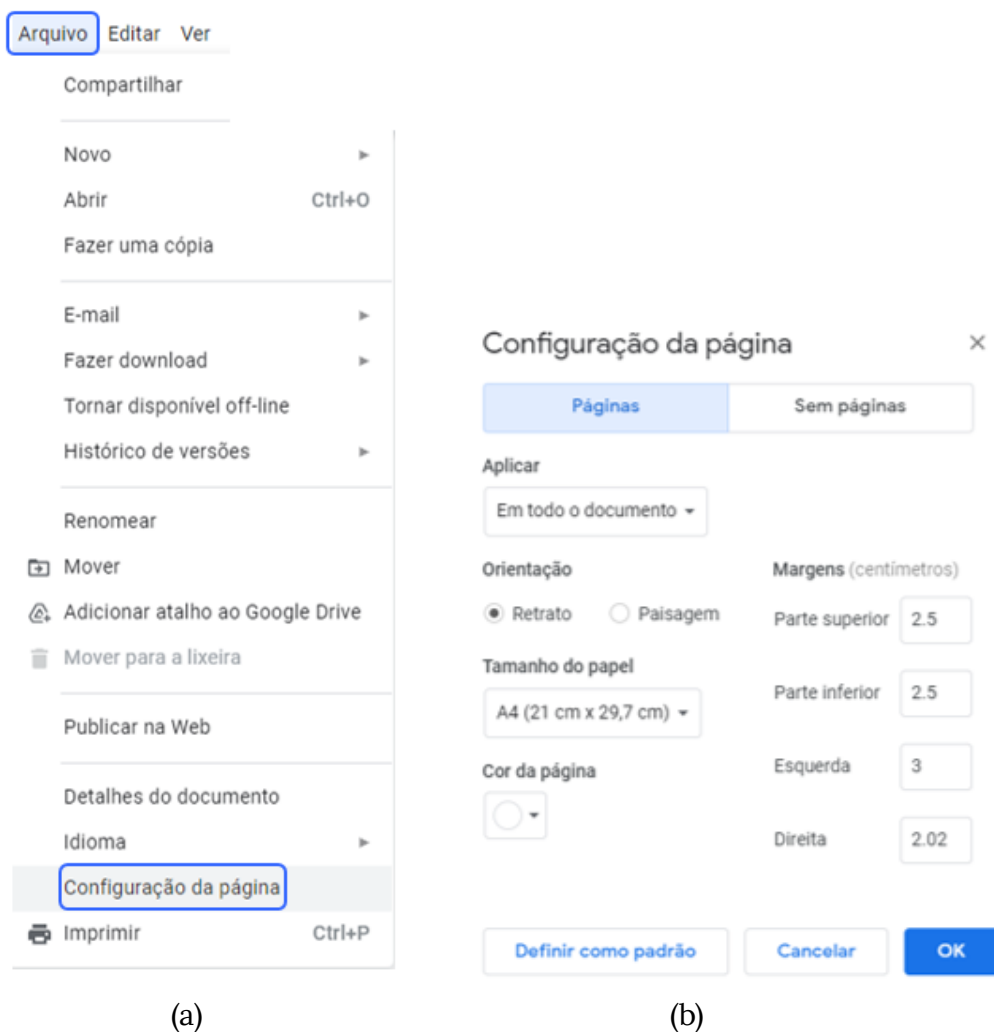 Arquivo Editar Ver
Compartilhar
Novo
Abrir Ctrl+O
Fazer uma cópia
E-mail
Fazer download
Tornar disponível off-line
Histórico de versões
Renomear
Mover
Adicionar atalho ao Google Drive
Mover para a lixeira
Publicar na Web
Detalhes do documento
Idioma
Configuração da página
Imprimir Ctrl+P
(a)
Configuração da página
Páginas Sem páginas
Aplicar
Em todo o documento
Orientação
Retrato Paisagem
Tamanho do papel
A4 (21 cm x 29,7 cm)
Cor da página
Margens (centímetros)
Parte superior 2.5
Parte inferior 2.5
Esquerda 3
Direita 2.02
Definir como padrão Cancelar OK
(b)